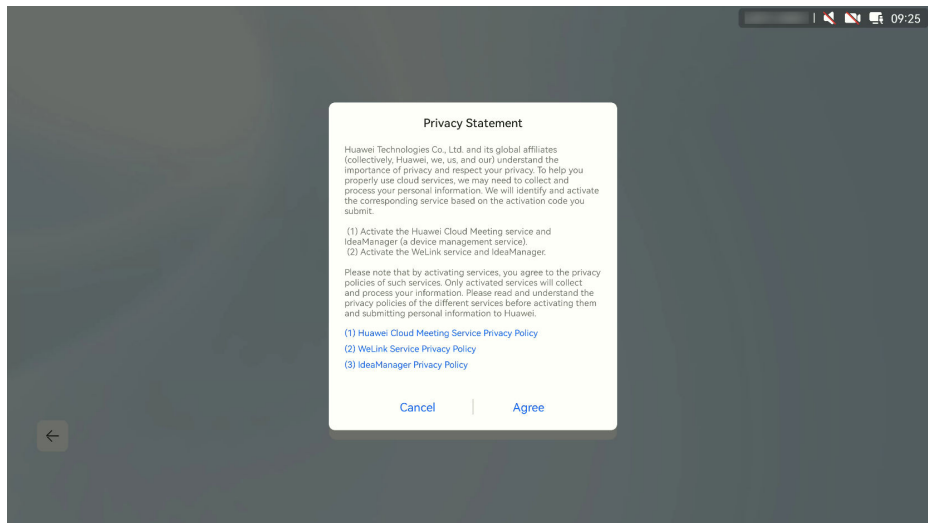 09:25
Privacy Statement
Huawei Technologies Co., Ltd. and its global affiliates
(collectively, Huawei, we, us, and our) understand the
importance of privacy and respect your privacy. To help you
properly use cloud services, we may need to collect and
process your personal information. We will identify and activate
the corresponding service based on the activation code you
submit.
(1) Activate the Huawei Cloud Meeting service and
IdeaManager (a device management service).
(2) Activate the WeLink service and IdeaManager.
Please note that by activating services, you agree to the privacy
policies of such services. Only activated services will collect
and process your information. Please read and understand the
privacy policies of the different services before activating them
and submitting personal information to Huawei.
(1) Huawei Cloud Meeting Service Privacy Policy
(2) WeLink Service Privacy Policy
(3) IdeaManager Privacy Policy
Cancel
Agree